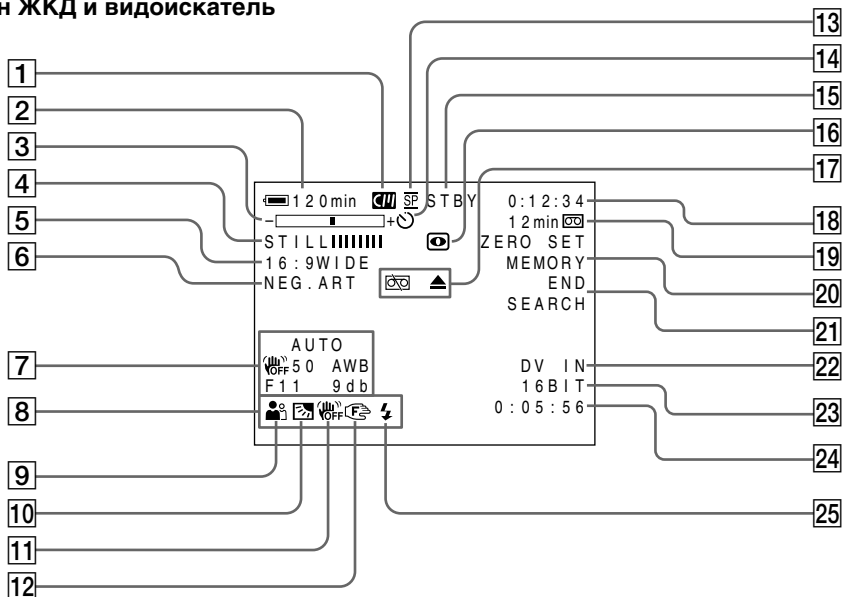 н ЖКД и видоискатель
1
2
3
4
5
6
7
8
9
10
11
12
13
14
15
16
17
18
19
20
21
22
23
24
25
120min SP STBY 0:12:34
- + 12min
STILL ZERO SET
16:9WIDE MEMORY
NEG.ART END
SEARCH
AUTO
OFF 50 AWB DV IN
F11 9db 16BIT
OFF F 0:05:56